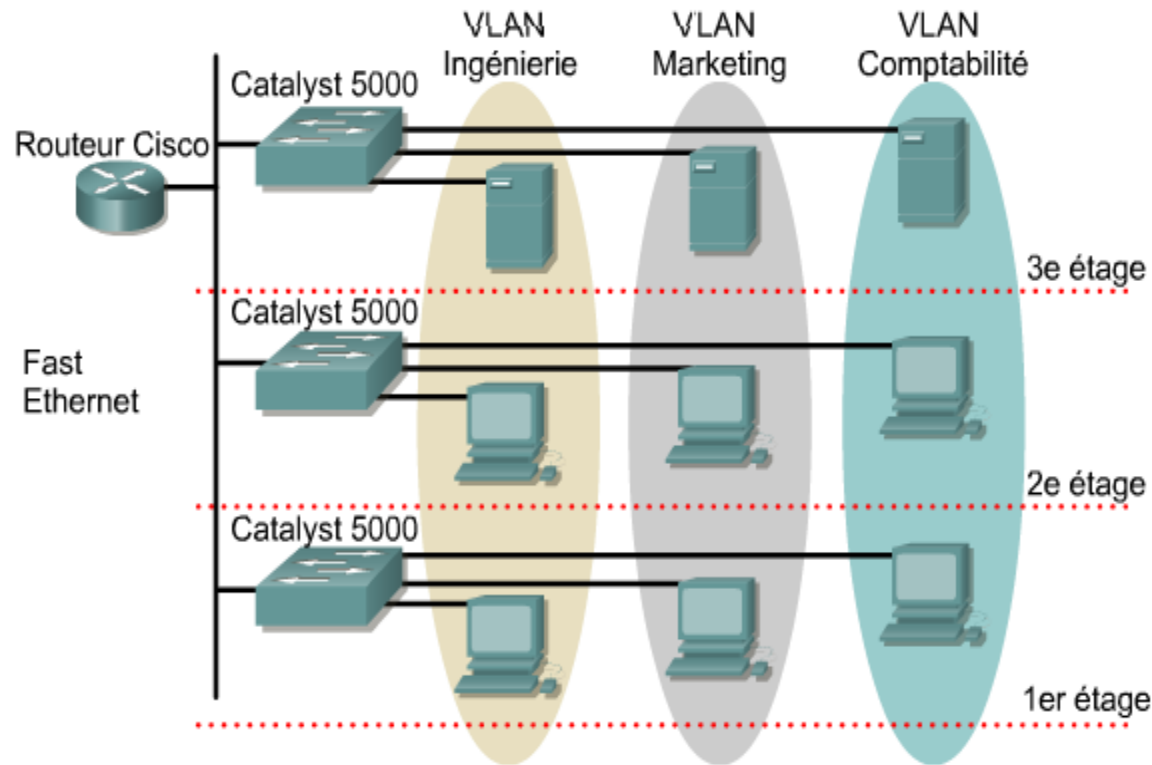 VLAN
Ingénierie
VLAN
Marketing
VLAN
Comptabilité
Catalyst 5000
Routeur Cisco
3e étage
Catalyst 5000
Fast
Ethernet
2e étage
Catalyst 5000
1er étage